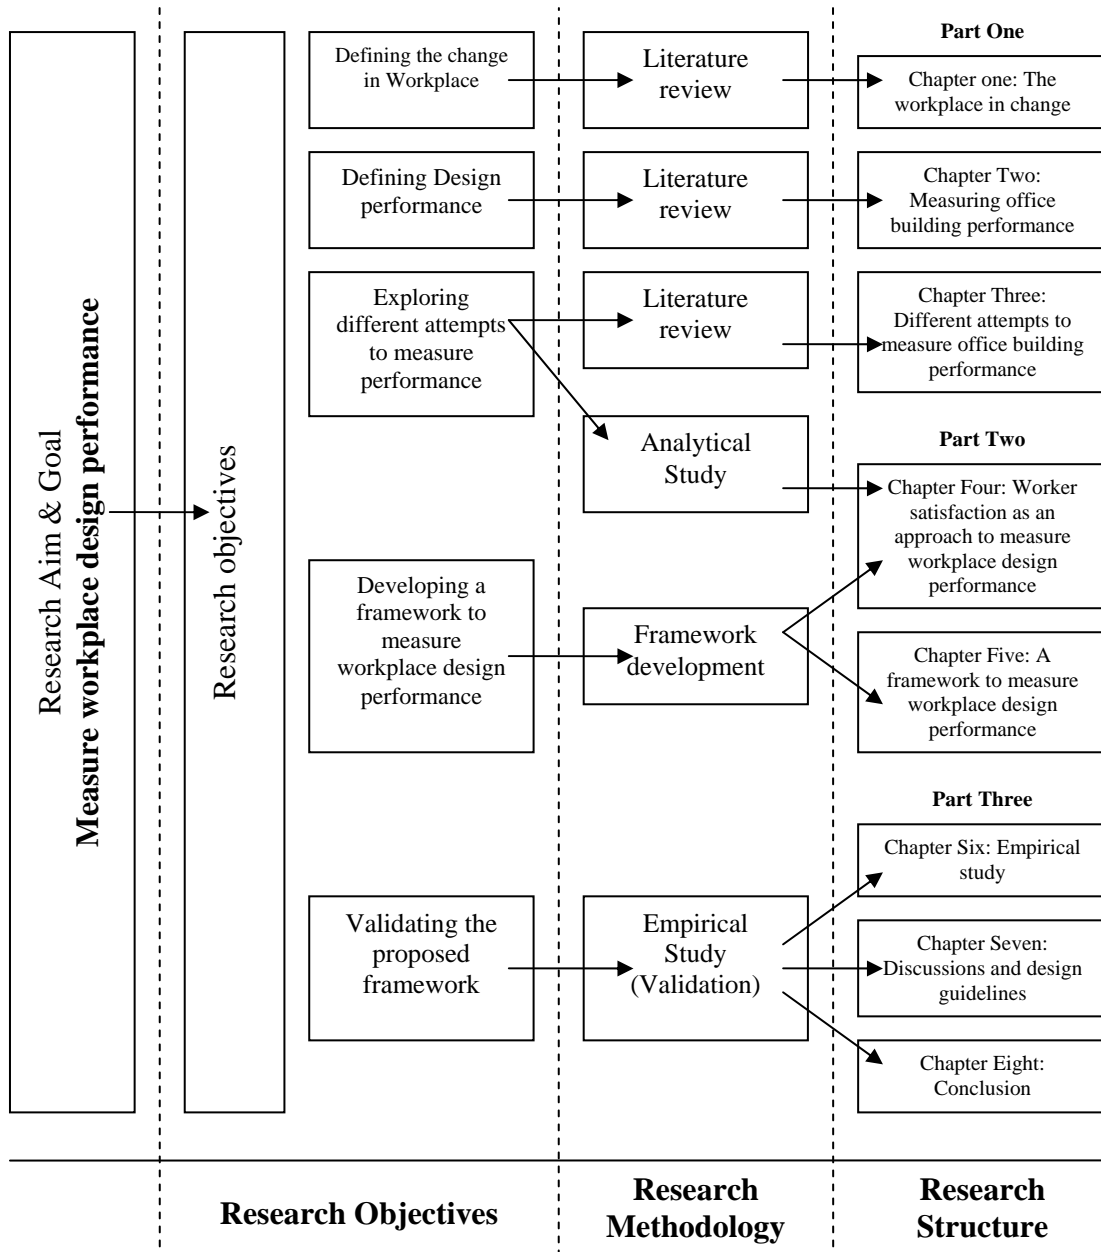 Research Aim & Goal
Measure workplace design performance
Research objectives
Defining the change
in Workplace
Defining Design
performance
Exploring
different attempts
to measure
performance
Developing a
framework to
measure
workplace design
performance
Validating the
proposed
framework
Literature
review
Literature
review
Literature
review
Analytical
Study
Framework
development
Empirical
Study
(Validation)
Part One
Chapter one: The
workplace in change
Chapter Two:
Measuring office
building performance
Chapter Three:
Different attempts to
measure office building
performance
Part Two
Chapter Four: Worker
satisfaction as an
approach to measure
workplace design
performance
Chapter Five: A
framework to measure
workplace design
performance
Part Three
Chapter Six: Empirical
study
Chapter Seven:
Discussions and design
guidelines
Chapter Eight:
Conclusion
Research Objectives
Research
Methodology
Research
Structure